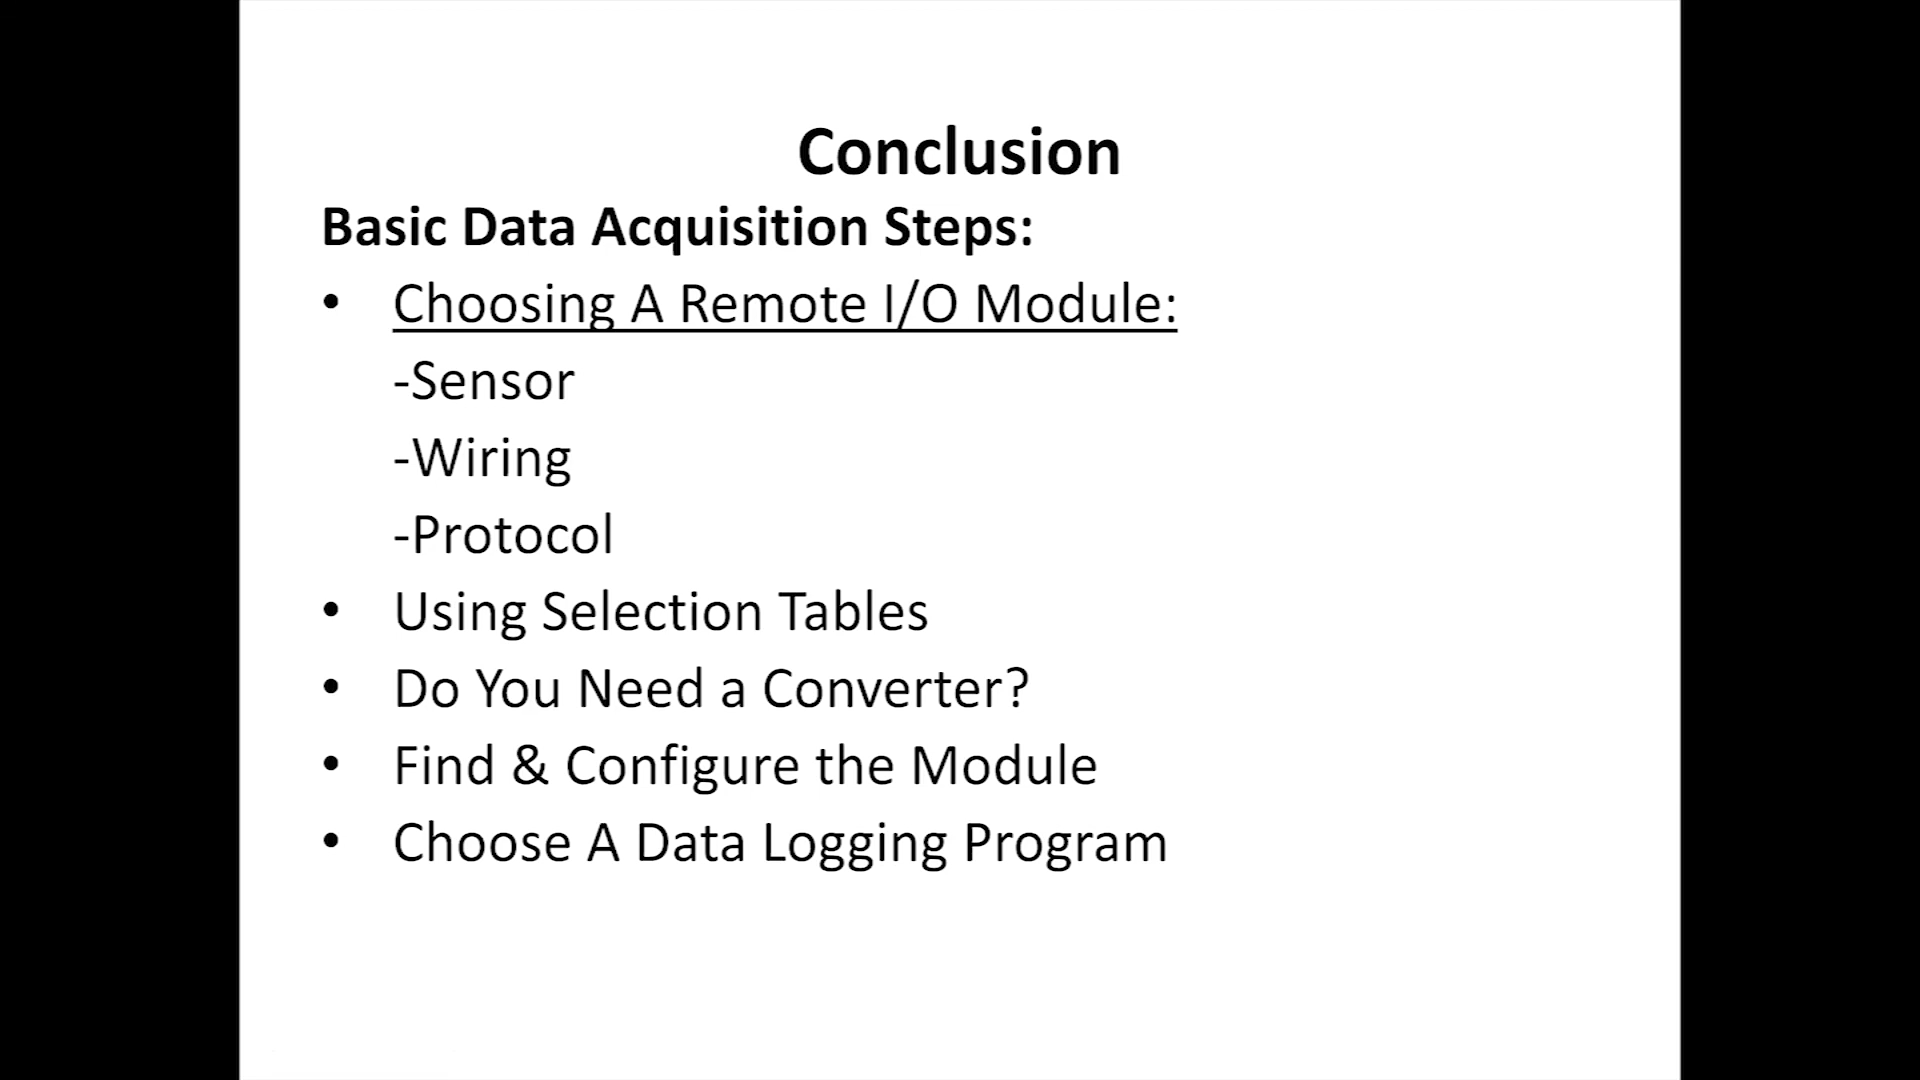 Conclusion
Basic Data Acquisition Steps:
• Choosing A Remote I/O Module:
-Sensor
-Wiring
-Protocol
• Using Selection Tables
• Do You Need a Converter?
• Find & Configure the Module
• Choose A Data Logging Program